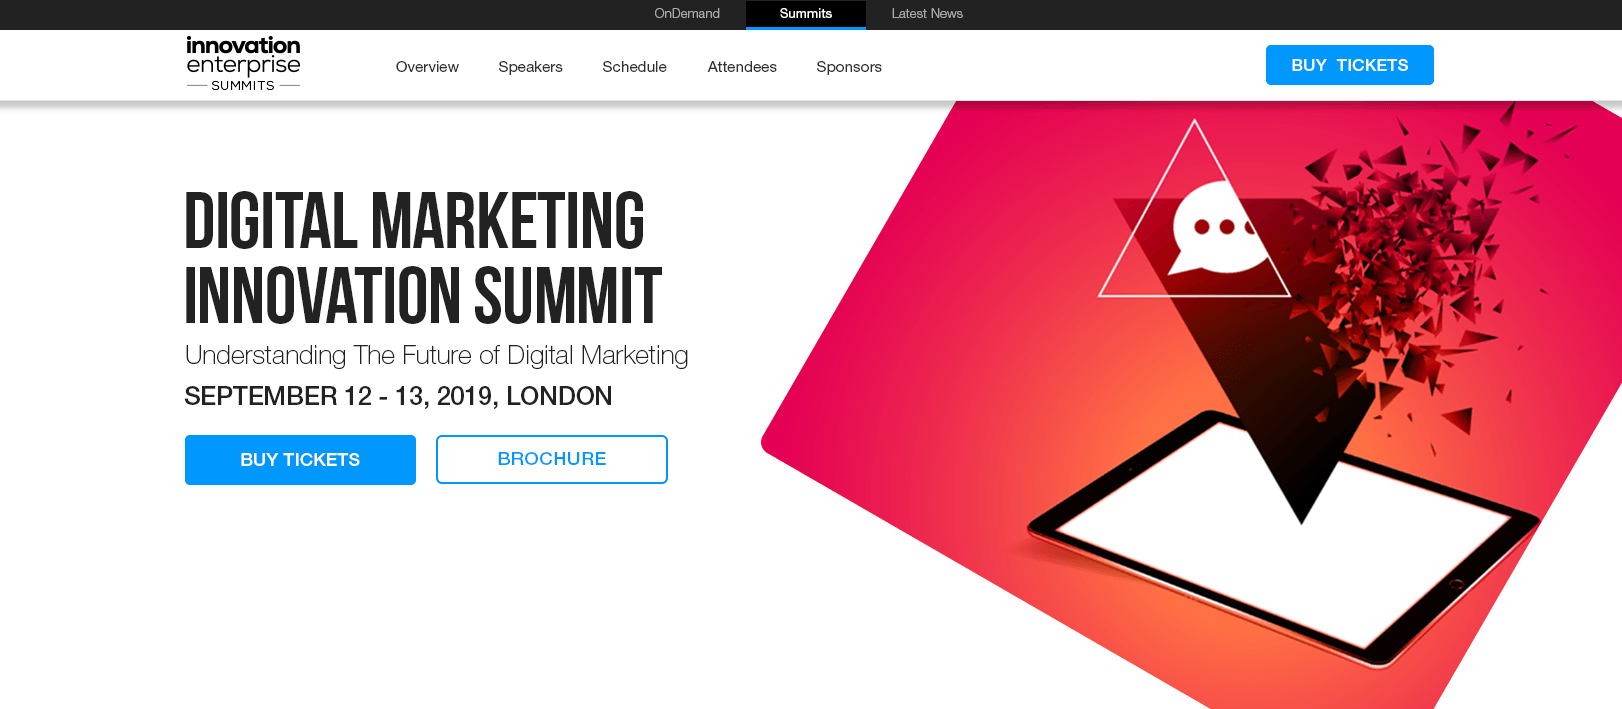 OnDemand Summits Latest News
innovation
enterprise
SUMMITS
Overview Speakers Schedule Attendees Sponsors
BUY TICKETS
DIGITAL MARKETING
INNOVATION SUMMIT
Understanding The Future of Digital Marketing
SEPTEMBER 12 - 13, 2019, LONDON
BUY TICKETS BROCHURE